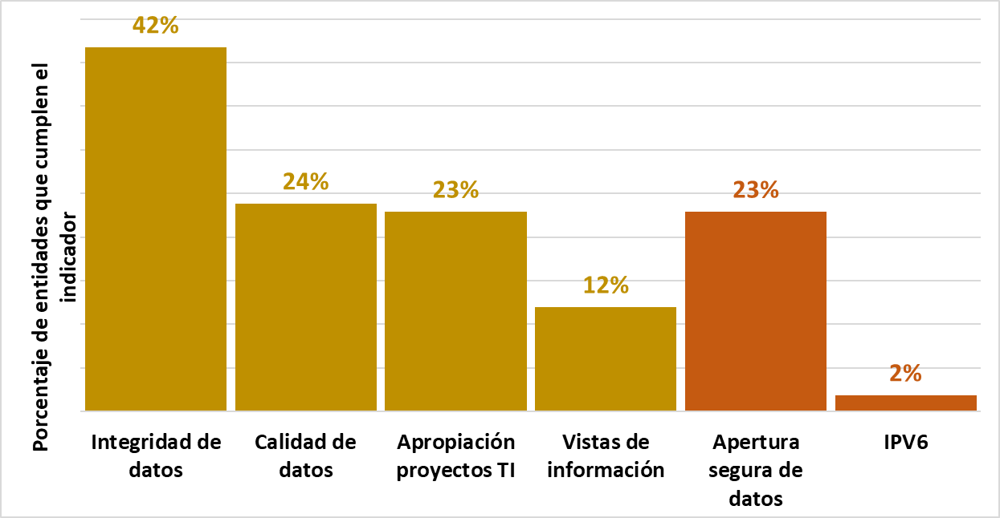 Porcentaje de entidades que cumplen el
indicador
42%
24%
23%
12%
23%
2%
Integridad de
datos
Calidad de
datos
Apropiación
proyectos TI
Vistas de
información
Apertura
segura de
datos
IPV6